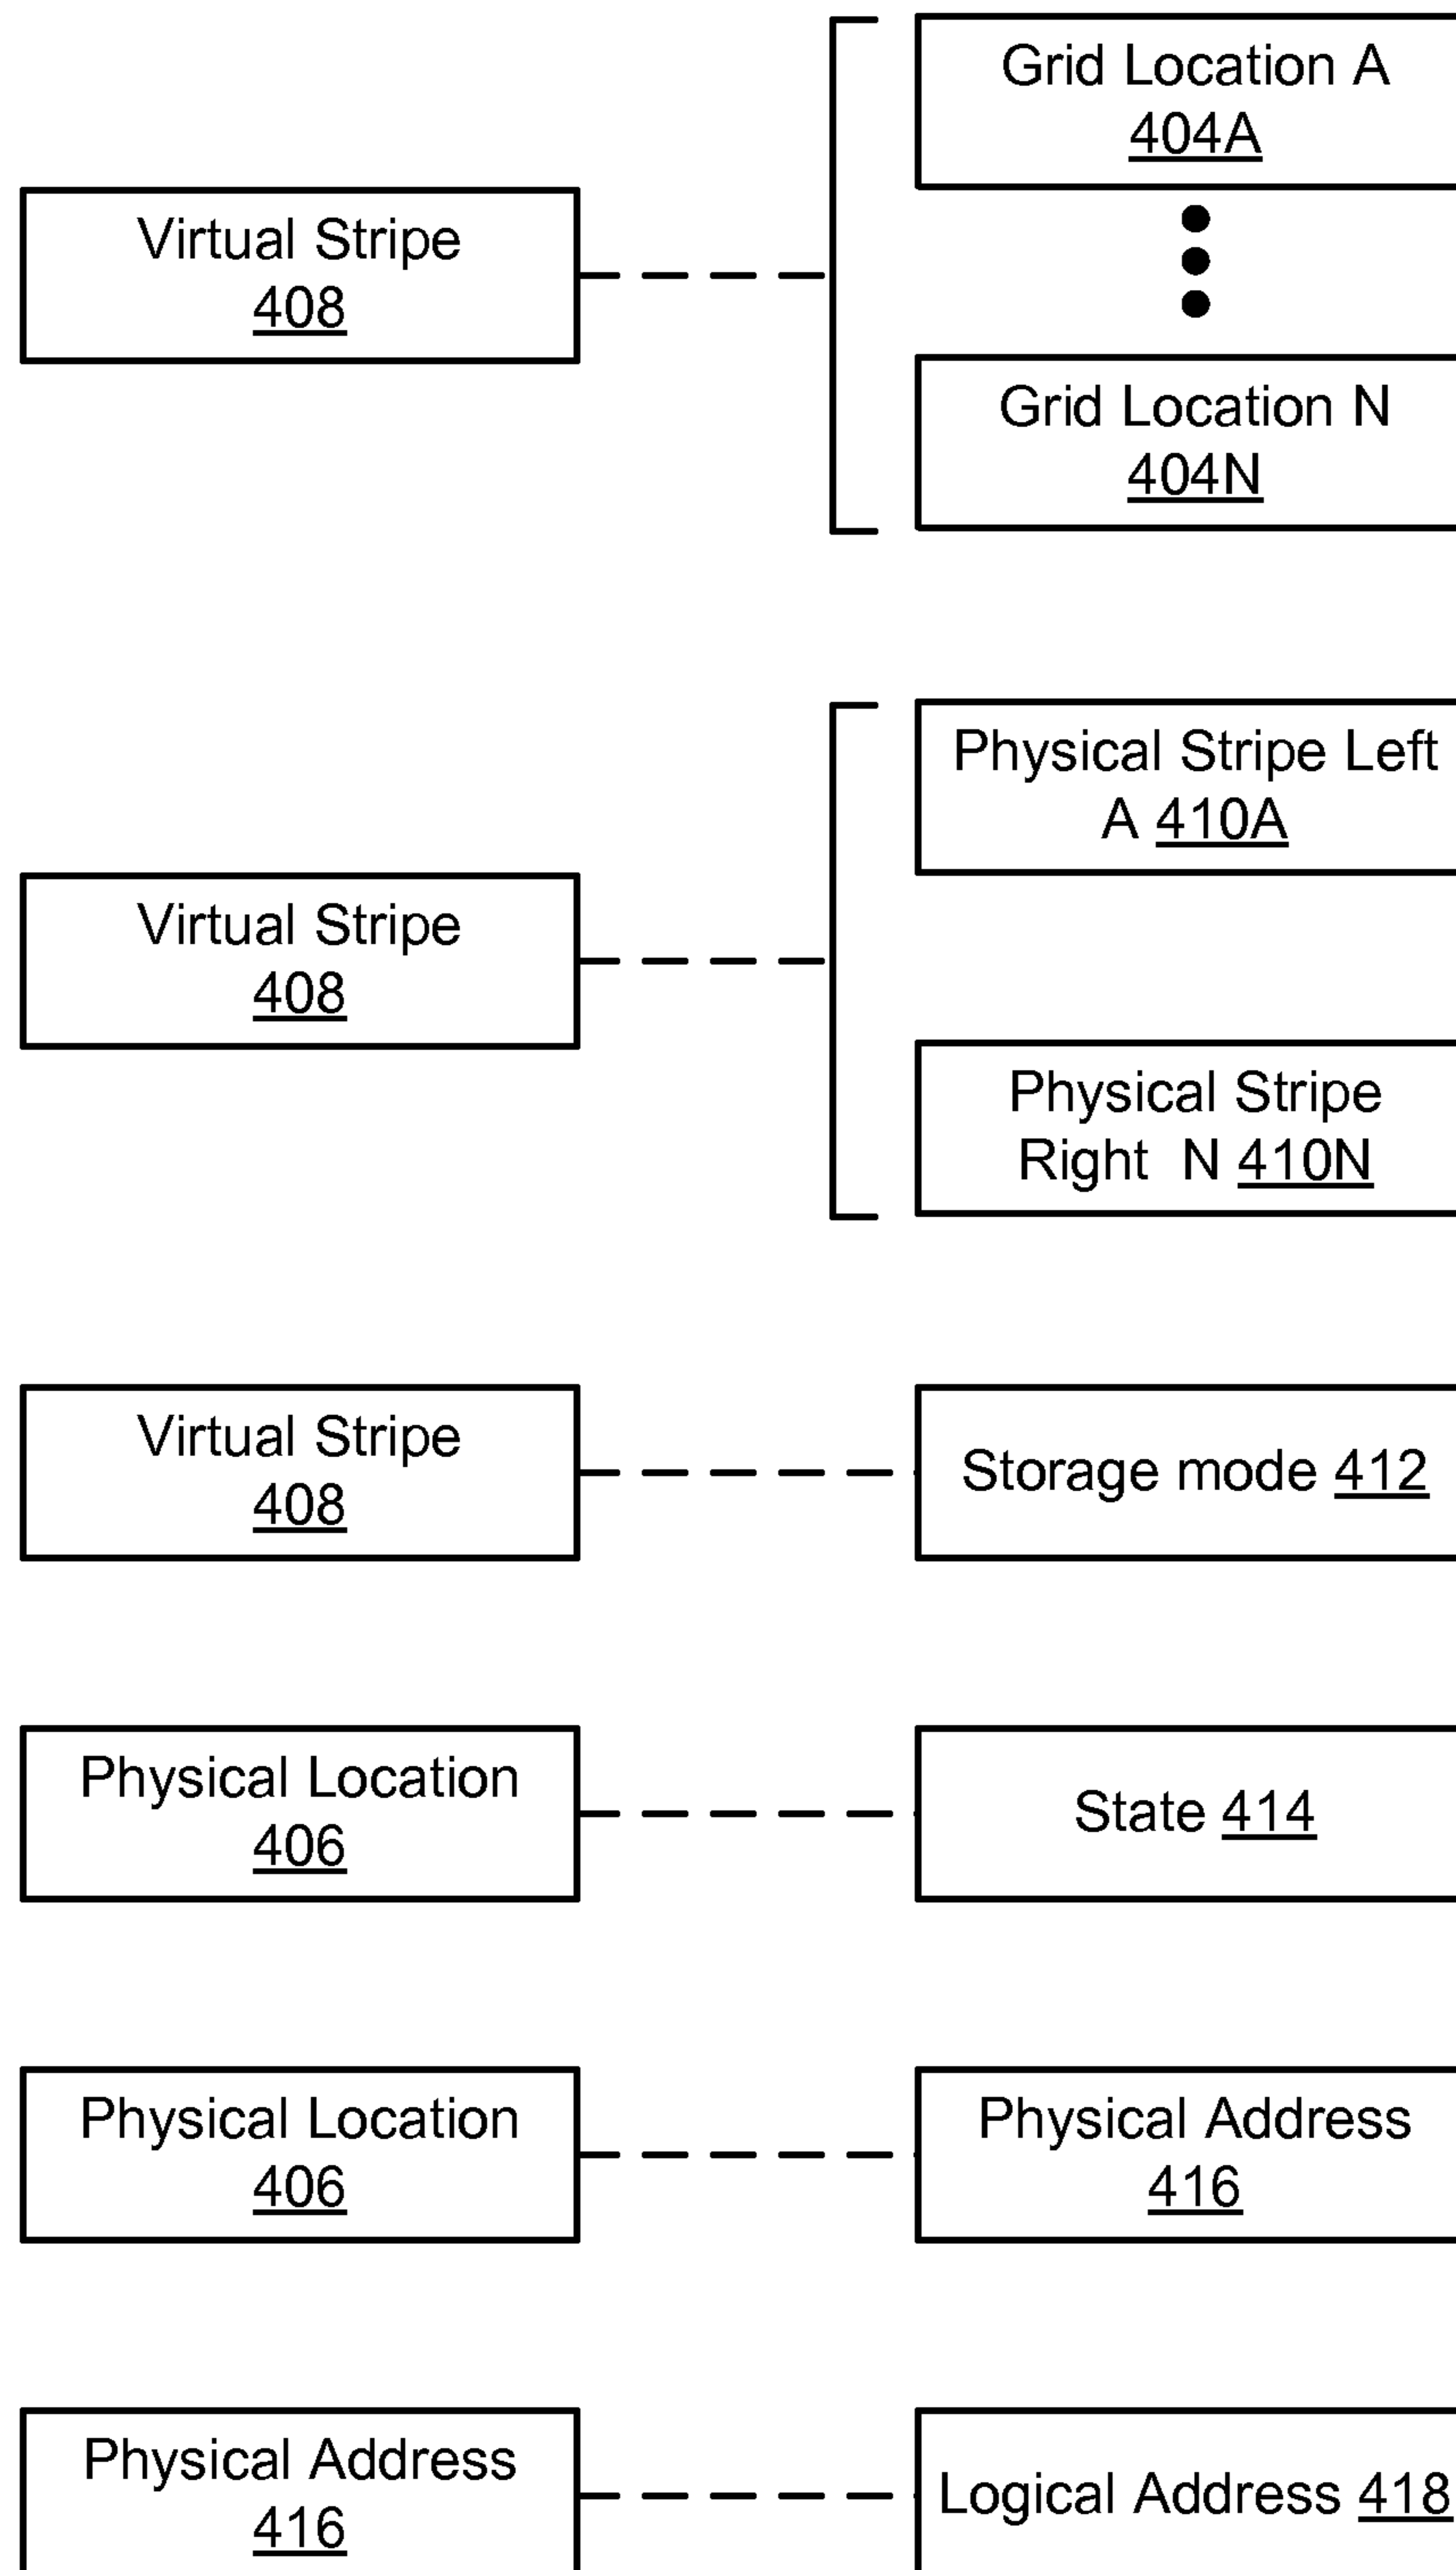 Grid Location A
404A
Virtual Stripe
408
Grid Location N
404N
Physical Stripe Left
A 410A
Virtual Stripe
408
Physical Stripe
Right  N 410N
Virtual Stripe
408
Storage mode 412
Physical Location
406
State 414
Physical Location
406
Physical Address
416
Physical Address
416
Logical Address 418